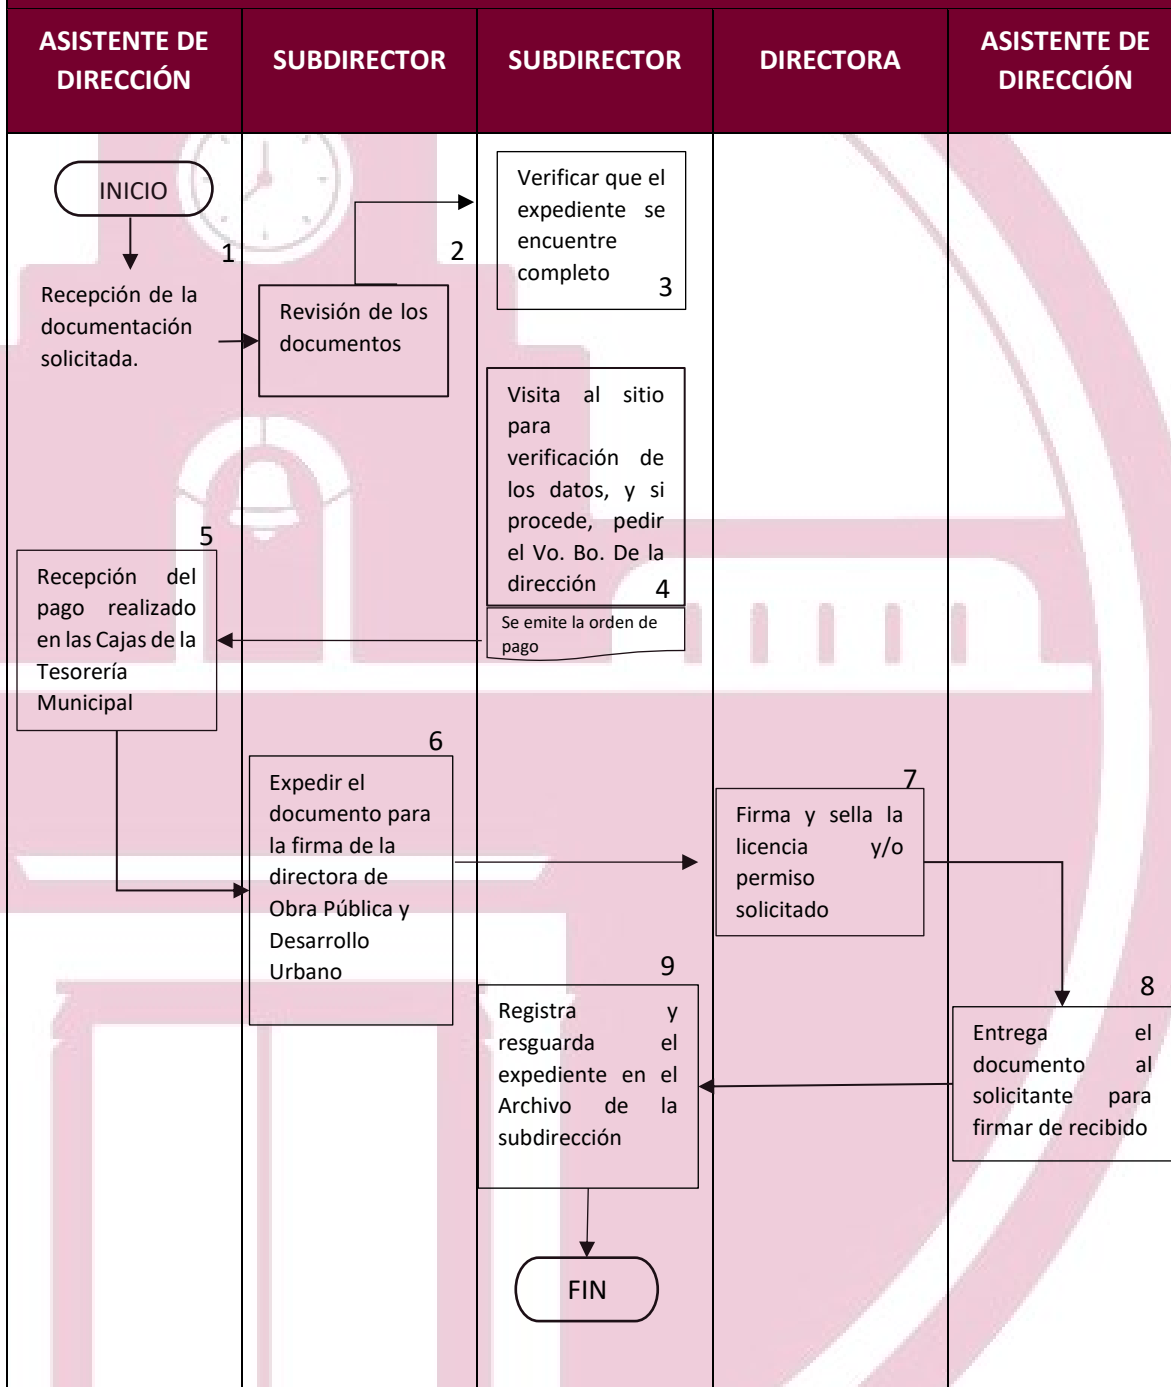 ASISTENTE DE
DIRECCIÓN
SUBDIRECTOR
SUBDIRECTOR
DIRECTORA
ASISTENTE DE
DIRECCIÓN
INICIO
1
Recepción de la
documentación
solicitada.
2
Revisión de los
documentos
Verificar que el
expediente se
encuentre
completo
3
Visita al sitio
para
verificación de
los datos, y si
procede, pedir
el Vo. Bo. De la
dirección
4
Se emite la orden de
pago
5
Recepción del
pago realizado
en las Cajas de la
Tesorería
Municipal
6
Expedir el
documento para
la firma de la
directora de
Obra Pública y
Desarrollo
Urbano
7
Firma y sella la
licencia y/o
permiso
solicitado
8
Entrega el
documento al
solicitante para
firmar de recibido
9
Registra y
resguarda el
expediente en el
Archivo de la
subdirección
FIN